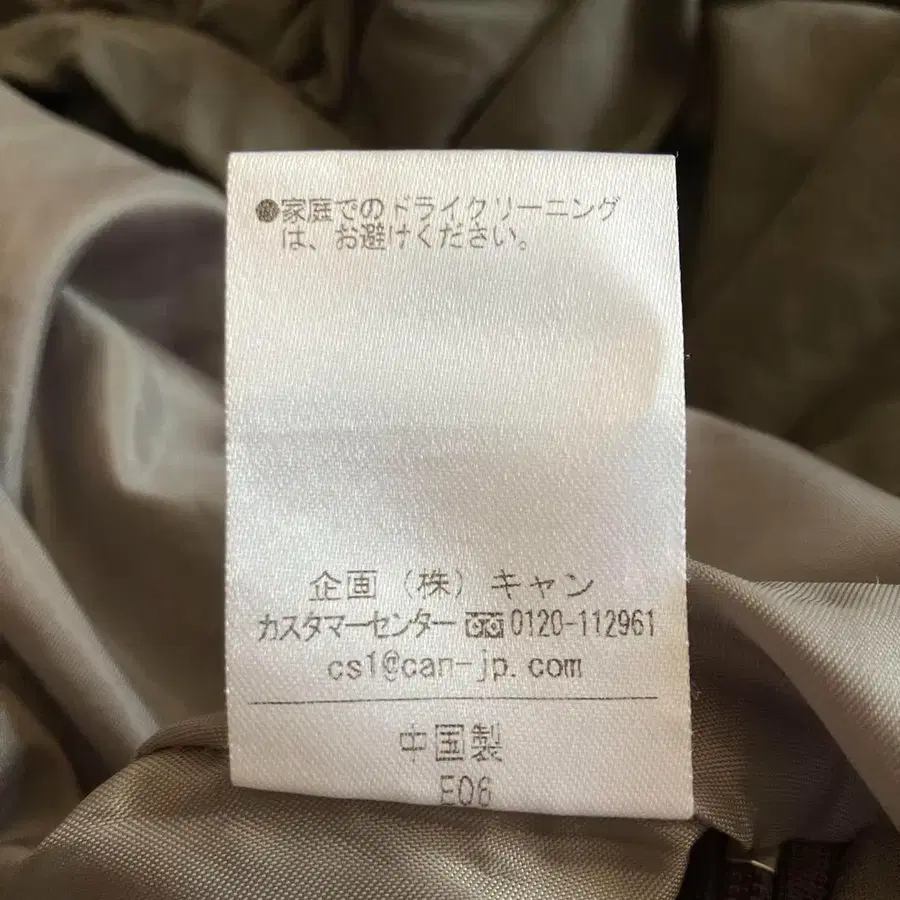 ●家庭でのドライクリーニング
は、お避けください。
企画（株）キャン
カスタマーセンター 0120-112961
cs1@can-jp.com
中国製
E06